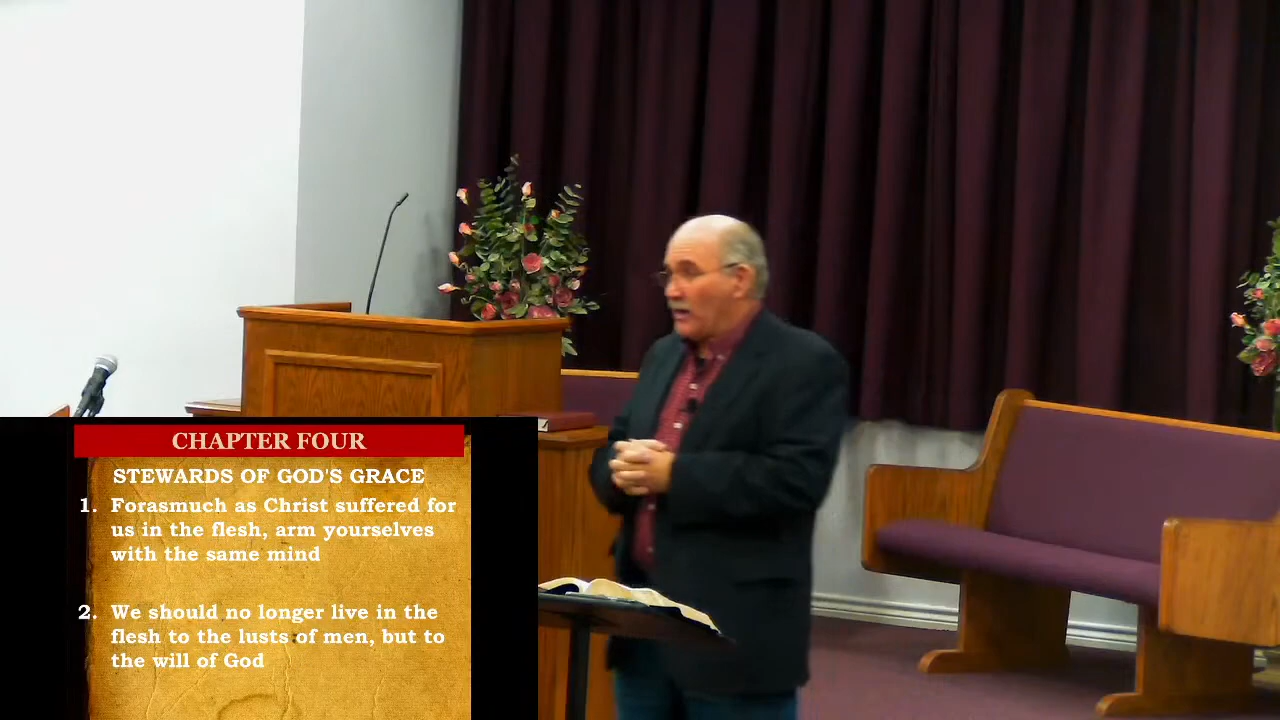 CHAPTER FOUR
STEWARDS OF GOD'S GRACE
1. Forasmuch as Christ suffered for
us in the flesh, arm yourselves
with the same mind
2. We should no longer live in the
flesh to the lusts of men, but to
the will of God